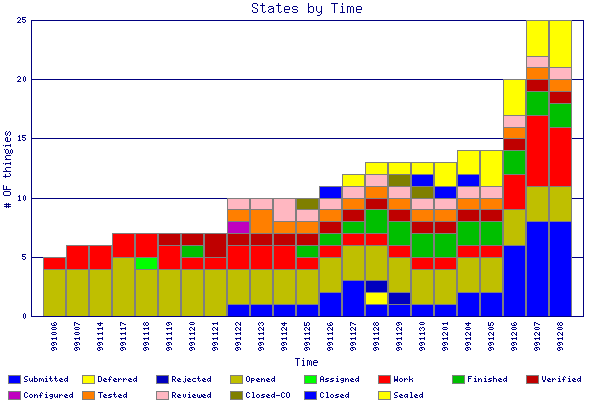 States by Time
25
20
15
10
5
0
# OF thingies
991006 991007 991114 991117 991118 991119 991120 991121 991122 991123 991124 991125 991126 991127 991128 991129 991130 991201 991204 991205 991206 991207 991208
Time
Submitted Deferred Rejected Opened Assigned Work Finished Verified
Configured Tested Reviewed Closed-CO Closed Sealed